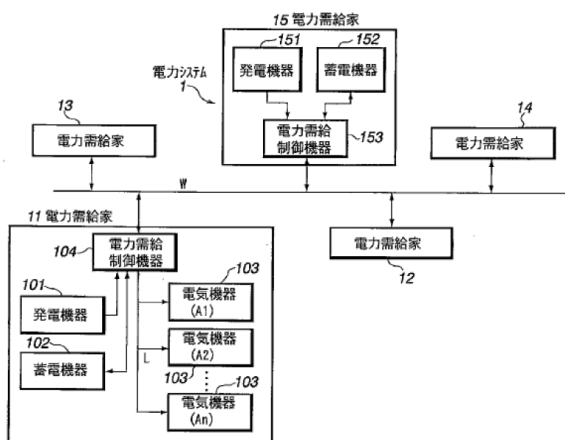 15 電力需給家
151
152
発電機器
蓄電機器
電力システム
1
電力需給
制御機器
153
13
電力需給家
14
電力需給家
W
11 電力需給家
104
電力需給
制御機器
電力需給家
12
101
発電機器
102
蓄電機器
L
103
電気機器
(A1)
電気機器
(A2)
103
103
電気機器
(An)